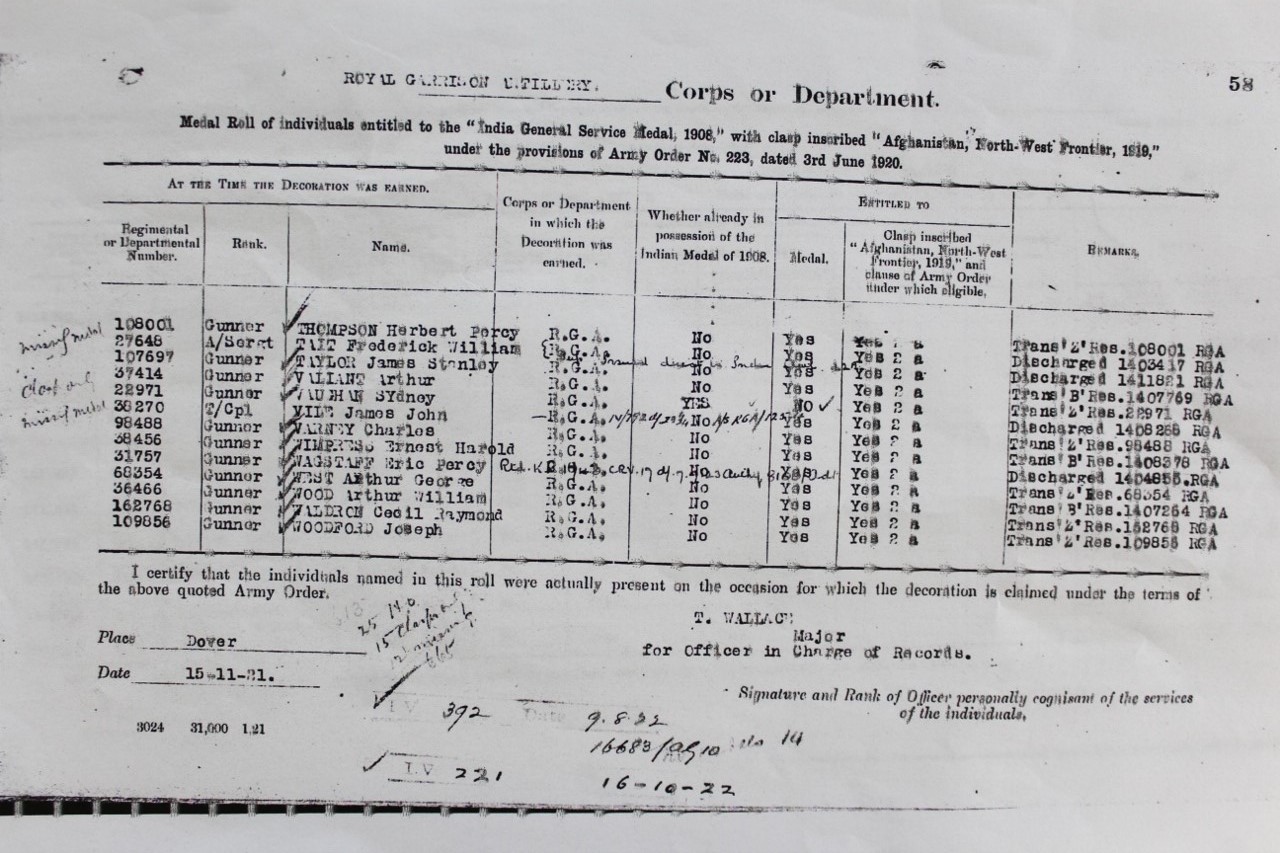 58
ROYAL GARRISON Corps or Department.
Medal Roll of individuals entitled to the "India General Service Medal, 1908," with clasp inscribed "Afghanistan, North-West Frontier, 1919,"
under the provisions of Army Order No. 223, dated 3rd June 1920.
AT THE TIME THE DECORATION WAS EARNED.
Regimental or Departmental Number.
Rank.
Name.
Corps or Department in which the Decoration was earned.
Whether already in possession of the Indian Medal of 1908.
ENTITLED TO
Medal.
Clasp inscribed "Afghanistan, North-West Frontier, 1919," and clause of Army Order under which eligible.
REMARKS.
108001 Gunner THOMPSON Herbert Percy R.G.A. No Yes Yes 2 a Trans'Z'Res.108001 RGA
27648 A/Sergt TAIT Frederick William R.G.A. No Yes Yes 2 a Discharged 1403417 RGA
107697 Gunner TAYLOR James Stanley R.G.A. No Yes Yes 2 a Discharged 1411821 RGA
37414 Gunner VALIANT Arthur R.G.A. No Yes Yes 2 a Trans'B'Res.1407769 RGA
22971 Gunner VAUGHAN Sydney R.G.A. YES NO Yes 2 a Trans'Z'Res.22971 RGA
38270 T/Cpl VILE James John R.G.A. No Yes Yes 2 a Discharged 1408266 RGA
98488 Gunner VARNEY Charles R.G.A. No Yes Yes 2 a Trans'Z'Res.98488 RGA
38456 Gunner WIMPRESS Ernest Harold R.G.A. No Yes Yes 2 a Trans'B'Res.1408378 RGA
31757 Gunner WAGSTAFF Eric Percy R.G.A. No Yes Yes 2 a Discharged 1404855.RGA
68354 Gunner WEST Arthur George R.G.A. No Yes Yes 2 a Trans'Z'Res.68354 RGA
36466 Gunner WOOD Arthur William R.G.A. No Yes Yes 2 a Trans'B'Res.1407264 RGA
162768 Gunner WALDRON Cecil Raymond R.G.A. No Yes Yes 2 a Trans'Z'Res.162768 RGA
109856 Gunner WOODFORD Joseph R.G.A. No Yes Yes 2 a Trans'Z'Res.109856 RGA
clasp only
I certify that the individuals named in this roll were actually present on the occasion for which the decoration is claimed under the terms of
the above quoted Army Order.
T. WALLACE
Major
for Officer in Charge of Records.
Place Dover
Date 15-11-21.
Signature and Rank of Officer personally cognisant of the services
of the individuals.
3024 31,000 1.21
I.V 392 Date 9.8.22
No 14
I.V 221 16-10-22